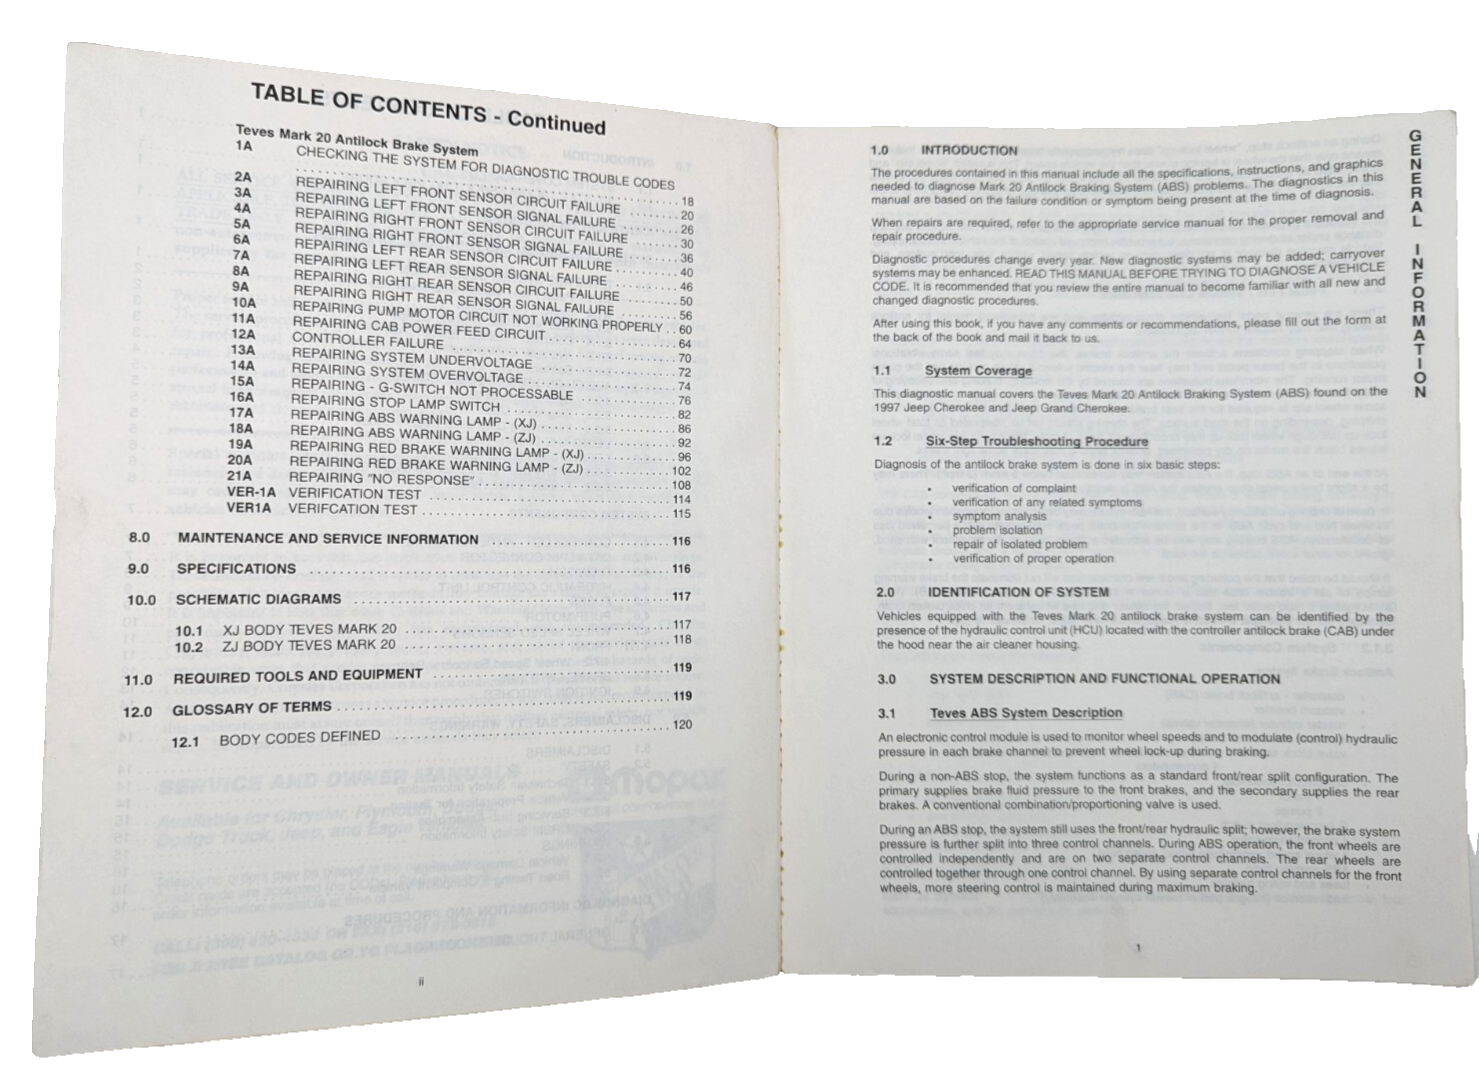 TABLE OF CONTENTS - Continued
Teves Mark 20 Antilock Brake System
1A CHECKING THE SYSTEM FOR DIAGNOSTIC TROUBLE CODES
. . . . . . . . . . . . . . . . . . . . . . . . . . . . . . . . . . . . . . . . . . . . . . . . . . . . . 18
2A REPAIRING LEFT FRONT SENSOR CIRCUIT FAILURE . . . . . . . . 20
3A REPAIRING LEFT FRONT SENSOR SIGNAL FAILURE . . . . . . . . 26
4A REPAIRING RIGHT FRONT SENSOR CIRCUIT FAILURE . . . . . . . 30
5A REPAIRING RIGHT FRONT SENSOR SIGNAL FAILURE . . . . . . . . 36
6A REPAIRING LEFT REAR SENSOR CIRCUIT FAILURE . . . . . . . . . 40
7A REPAIRING LEFT REAR SENSOR SIGNAL FAILURE . . . . . . . . . . 46
8A REPAIRING RIGHT REAR SENSOR CIRCUIT FAILURE . . . . . . . . 50
9A REPAIRING RIGHT REAR SENSOR SIGNAL FAILURE . . . . . . . . . 56
10A REPAIRING PUMP MOTOR CIRCUIT NOT WORKING PROPERLY . . 60
11A REPAIRING CAB POWER FEED CIRCUIT . . . . . . . . . . . . . . . . . . 64
12A CONTROLLER FAILURE . . . . . . . . . . . . . . . . . . . . . . . . . . . . . . . . 70
13A REPAIRING SYSTEM UNDERVOLTAGE . . . . . . . . . . . . . . . . . . . . . 72
14A REPAIRING SYSTEM OVERVOLTAGE . . . . . . . . . . . . . . . . . . . . . . 74
15A REPAIRING - G-SWITCH NOT PROCESSABLE . . . . . . . . . . . . . . . 76
16A REPAIRING STOP LAMP SWITCH . . . . . . . . . . . . . . . . . . . . . . . . 82
17A REPAIRING ABS WARNING LAMP - (XJ) . . . . . . . . . . . . . . . . . . . . 86
18A REPAIRING ABS WARNING LAMP - (ZJ) . . . . . . . . . . . . . . . . . . . . 92
19A REPAIRING RED BRAKE WARNING LAMP - (XJ) . . . . . . . . . . . . . 96
20A REPAIRING RED BRAKE WARNING LAMP - (ZJ) . . . . . . . . . . . . 102
21A REPAIRING "NO RESPONSE" . . . . . . . . . . . . . . . . . . . . . . . . . . . 108
VER-1A VERIFICATION TEST . . . . . . . . . . . . . . . . . . . . . . . . . . . . . . . . . . 114
VER1A VERIFCATION TEST . . . . . . . . . . . . . . . . . . . . . . . . . . . . . . . . . . . 115
8.0 MAINTENANCE AND SERVICE INFORMATION . . . . . . . . . . . . . . . . . . . . . . . . . 116
9.0 SPECIFICATIONS . . . . . . . . . . . . . . . . . . . . . . . . . . . . . . . . . . . . . . . . . . . . . . . . . . 116
10.0 SCHEMATIC DIAGRAMS . . . . . . . . . . . . . . . . . . . . . . . . . . . . . . . . . . . . . . . . . . . . 117
10.1 XJ BODY TEVES MARK 20 . . . . . . . . . . . . . . . . . . . . . . . . . . . . . . . . . . . . . . 117
10.2 ZJ BODY TEVES MARK 20 . . . . . . . . . . . . . . . . . . . . . . . . . . . . . . . . . . . . . . 118
11.0 REQUIRED TOOLS AND EQUIPMENT . . . . . . . . . . . . . . . . . . . . . . . . . . . . . . . . . . 119
12.0 GLOSSARY OF TERMS . . . . . . . . . . . . . . . . . . . . . . . . . . . . . . . . . . . . . . . . . . . . . . 119
12.1 BODY CODES DEFINED . . . . . . . . . . . . . . . . . . . . . . . . . . . . . . . . . . . . . . . . 120
ii
1.0 INTRODUCTION
The procedures contained in this manual include all the specifications, instructions, and graphics
needed to diagnose Mark 20 Antilock Braking System (ABS) problems. The diagnostics in this
manual are based on the failure condition or symptom being present at the time of diagnosis.
When repairs are required, refer to the appropriate service manual for the proper removal and
repair procedure.
Diagnostic procedures change every year. New diagnostic systems may be added; carryover
systems may be enhanced. READ THIS MANUAL BEFORE TRYING TO DIAGNOSE A VEHICLE
CODE. It is recommended that you review the entire manual to become familiar with all new and
changed diagnostic procedures.
After using this book, if you have any comments or recommendations, please fill out the form at
the back of the book and mail it back to us.
1.1 System Coverage
This diagnostic manual covers the Teves Mark 20 Antilock Braking System (ABS) found on the
1997 Jeep Cherokee and Jeep Grand Cherokee.
1.2 Six-Step Troubleshooting Procedure
Diagnosis of the antilock brake system is done in six basic steps:
• verification of complaint
• verification of any related symptoms
• symptom analysis
• problem isolation
• repair of isolated problem
• verification of proper operation
2.0 IDENTIFICATION OF SYSTEM
Vehicles equipped with the Teves Mark 20 antilock brake system can be identified by the
presence of the hydraulic control unit (HCU) located with the controller antilock brake (CAB) under
the hood near the air cleaner housing.
3.0 SYSTEM DESCRIPTION AND FUNCTIONAL OPERATION
3.1 Teves ABS System Description
An electronic control module is used to monitor wheel speeds and to modulate (control) hydraulic
pressure in each brake channel to prevent wheel lock-up during braking.
During a non-ABS stop, the system functions as a standard front/rear split configuration. The
primary supplies brake fluid pressure to the front brakes, and the secondary supplies the rear
brakes. A conventional combination/proportioning valve is used.
During an ABS stop, the system still uses the front/rear hydraulic split; however, the brake system
pressure is further split into three control channels. During ABS operation, the front wheels are
controlled independently and are on two separate control channels. The rear wheels are
controlled together through one control channel. By using separate control channels for the front
wheels, more steering control is maintained during maximum braking.
1
GENERAL INFORMATION